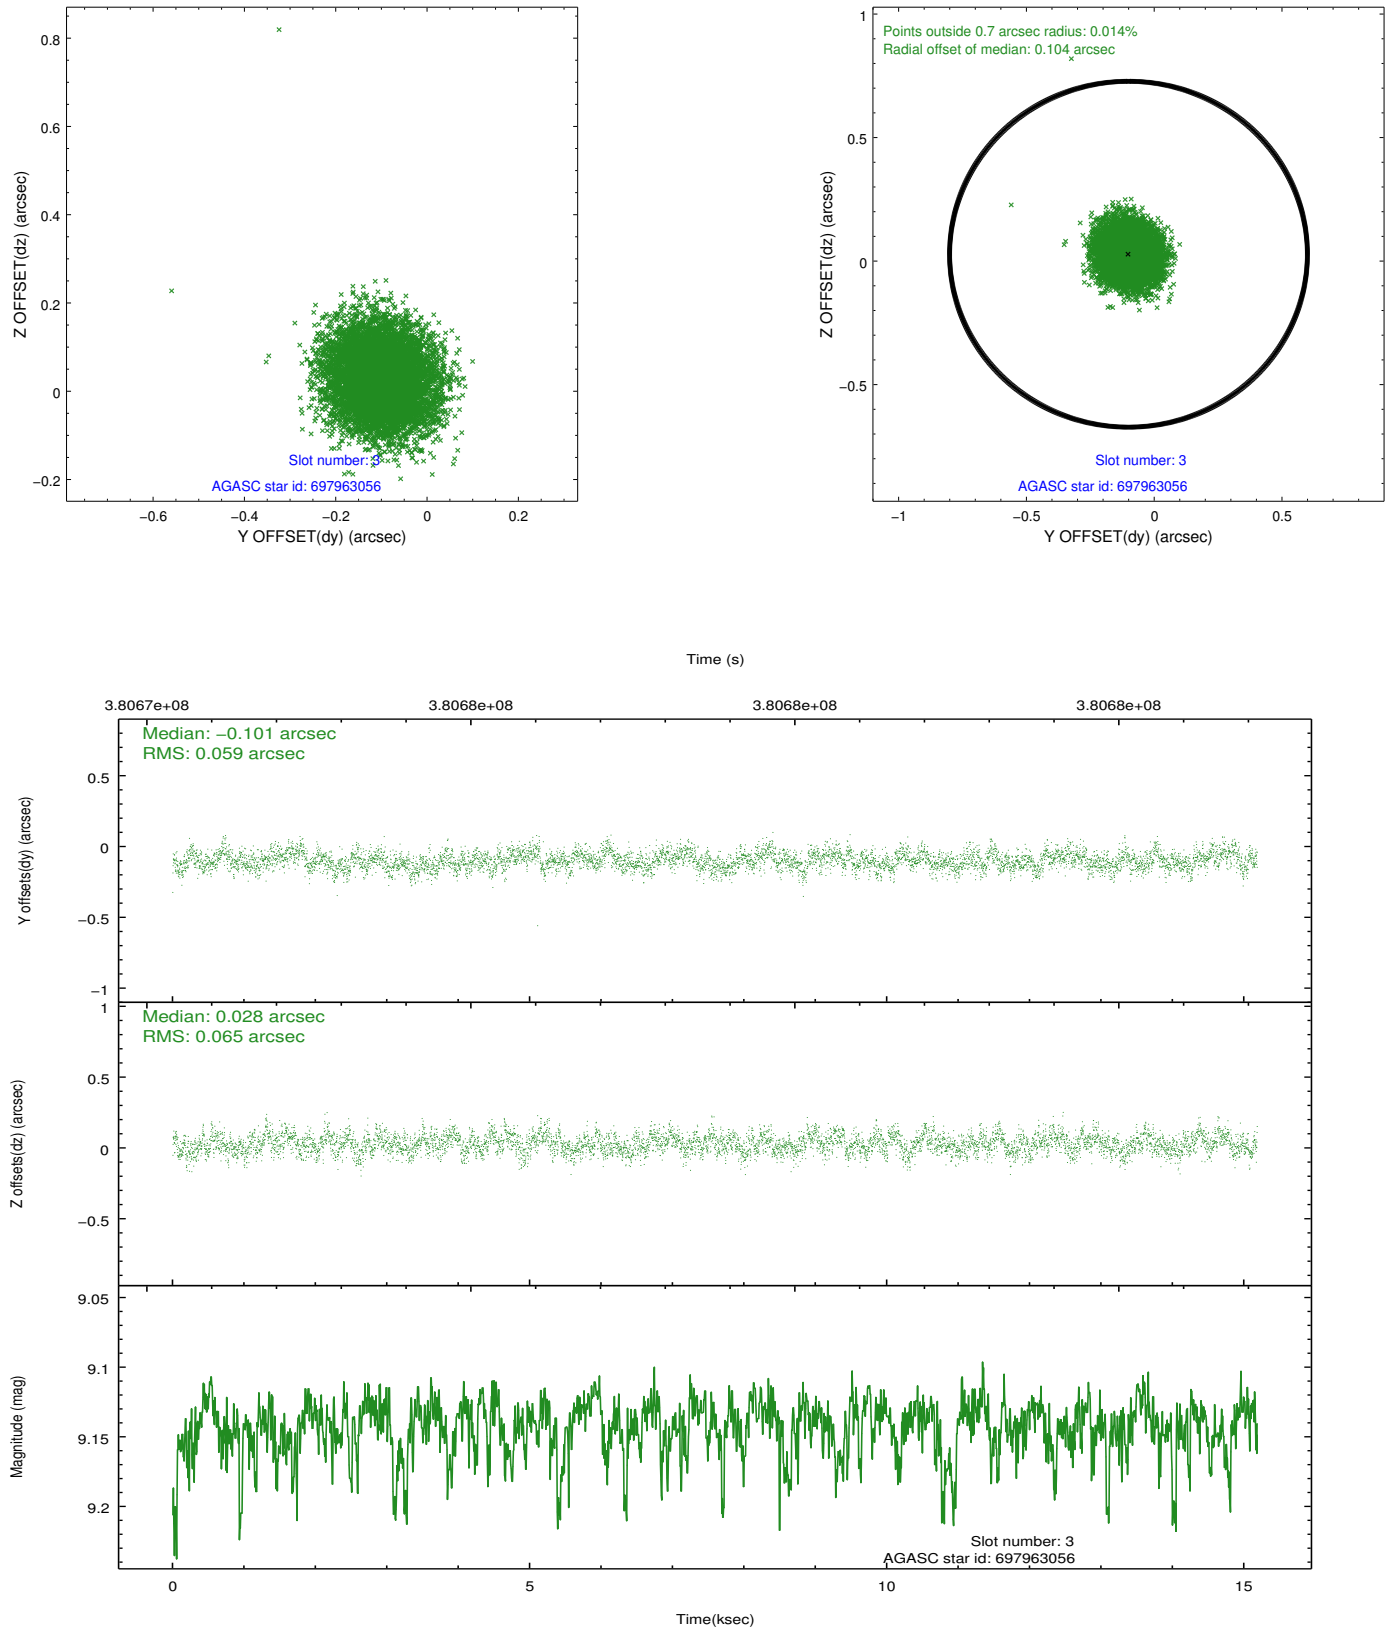 0.8
0.6
0.4
0.2
0
−0.2
−0.6
−0.4
−0.2
0
0.2
Z OFFSET(dz) (arcsec)
Y OFFSET(dy) (arcsec)
Slot number: 3
AGASC star id: 697963056
Points outside 0.7 arcsec radius: 0.014%
Radial offset of median: 0.104 arcsec
1
0.5
0
−0.5
−1
−0.5
0
0.5
Z OFFSET(dz) (arcsec)
Y OFFSET(dy) (arcsec)
Slot number: 3
AGASC star id: 697963056
Time (s)
3.8067e+08
3.8068e+08
3.8068e+08
3.8068e+08
Median: −0.101 arcsec
RMS: 0.059 arcsec
0.5
0
−0.5
−1
Y offsets(dy) (arcsec)
Median: 0.028 arcsec
RMS: 0.065 arcsec
1
0.5
0
−0.5
Z offsets(dz) (arcsec)
9.05
9.1
9.15
9.2
Magnitude (mag)
Slot number: 3
AGASC star id: 697963056
0
5
10
15
Time(ksec)